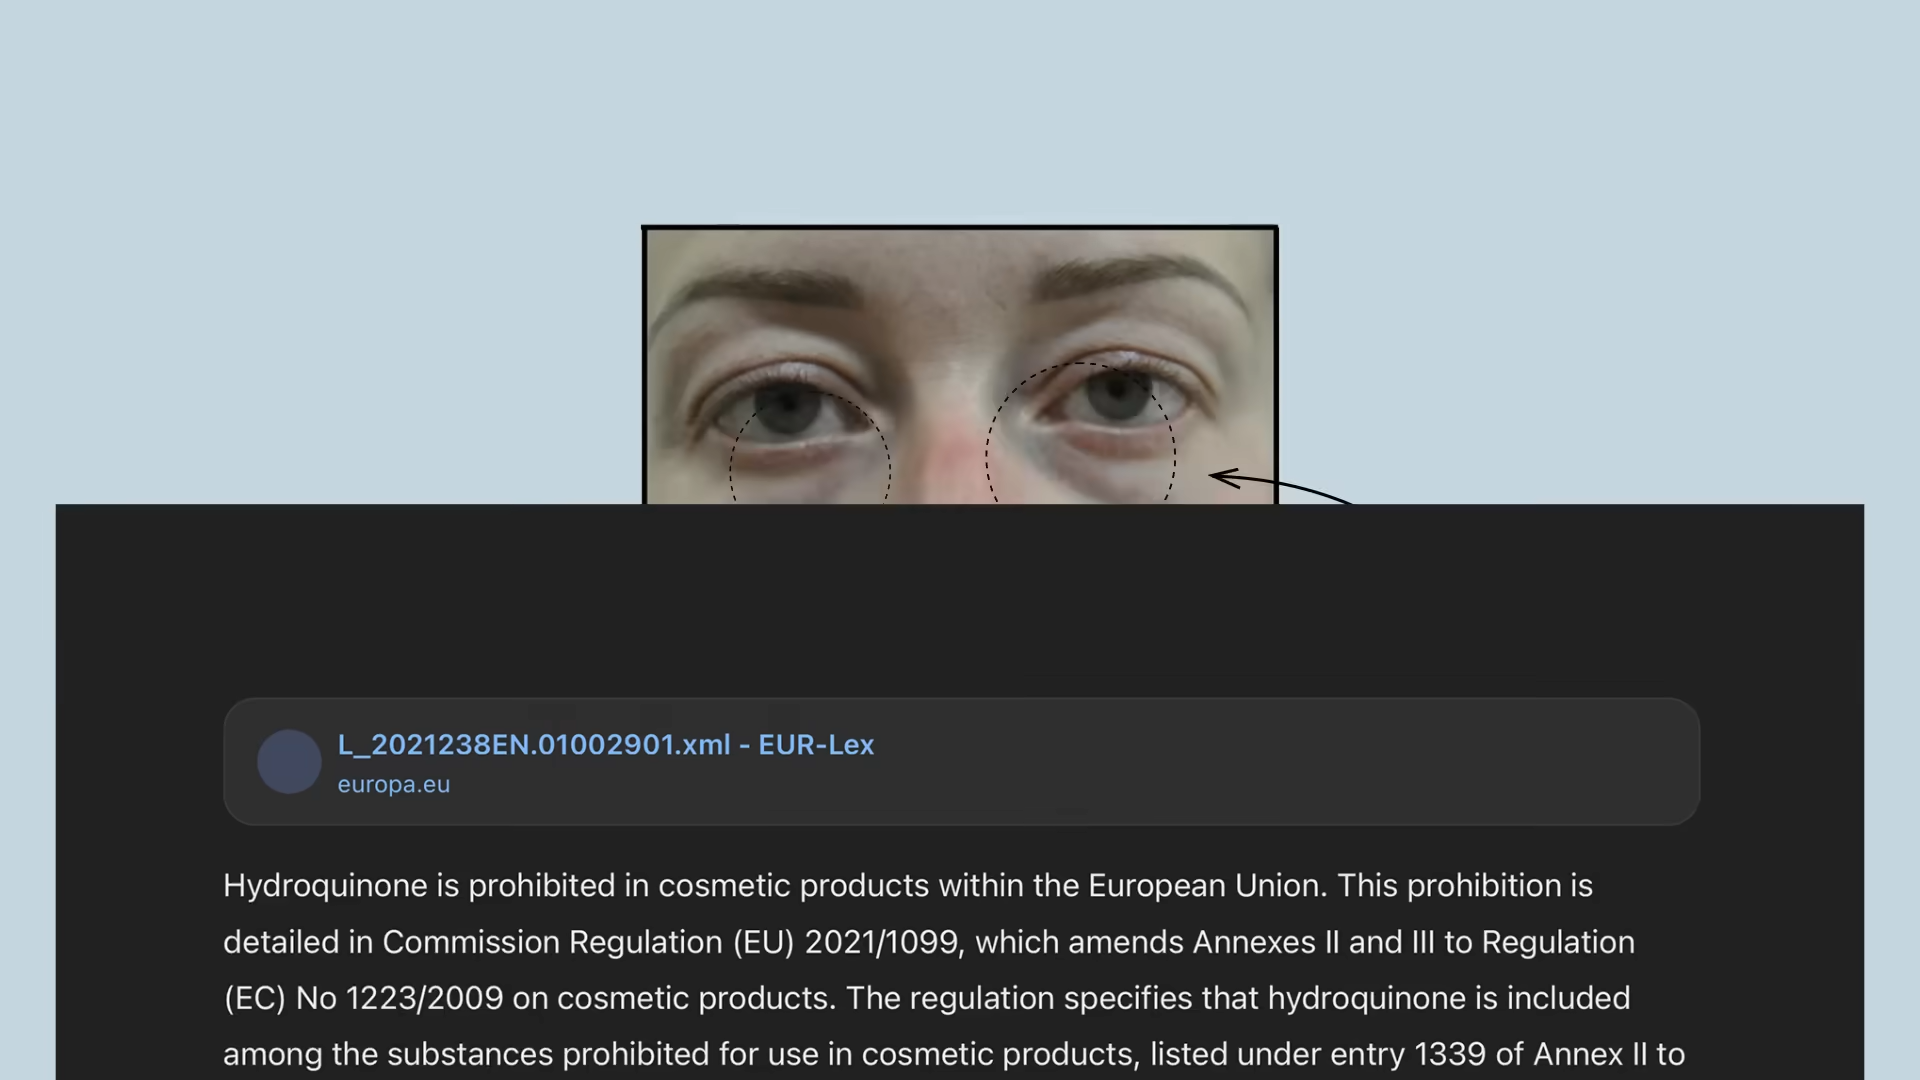 L_2021238EN.01002901.xml - EUR-Lex
europa.eu
Hydroquinone is prohibited in cosmetic products within the European Union. This prohibition is
detailed in Commission Regulation (EU) 2021/1099, which amends Annexes II and III to Regulation
(EC) No 1223/2009 on cosmetic products. The regulation specifies that hydroquinone is included
among the substances prohibited for use in cosmetic products, listed under entry 1339 of Annex II to